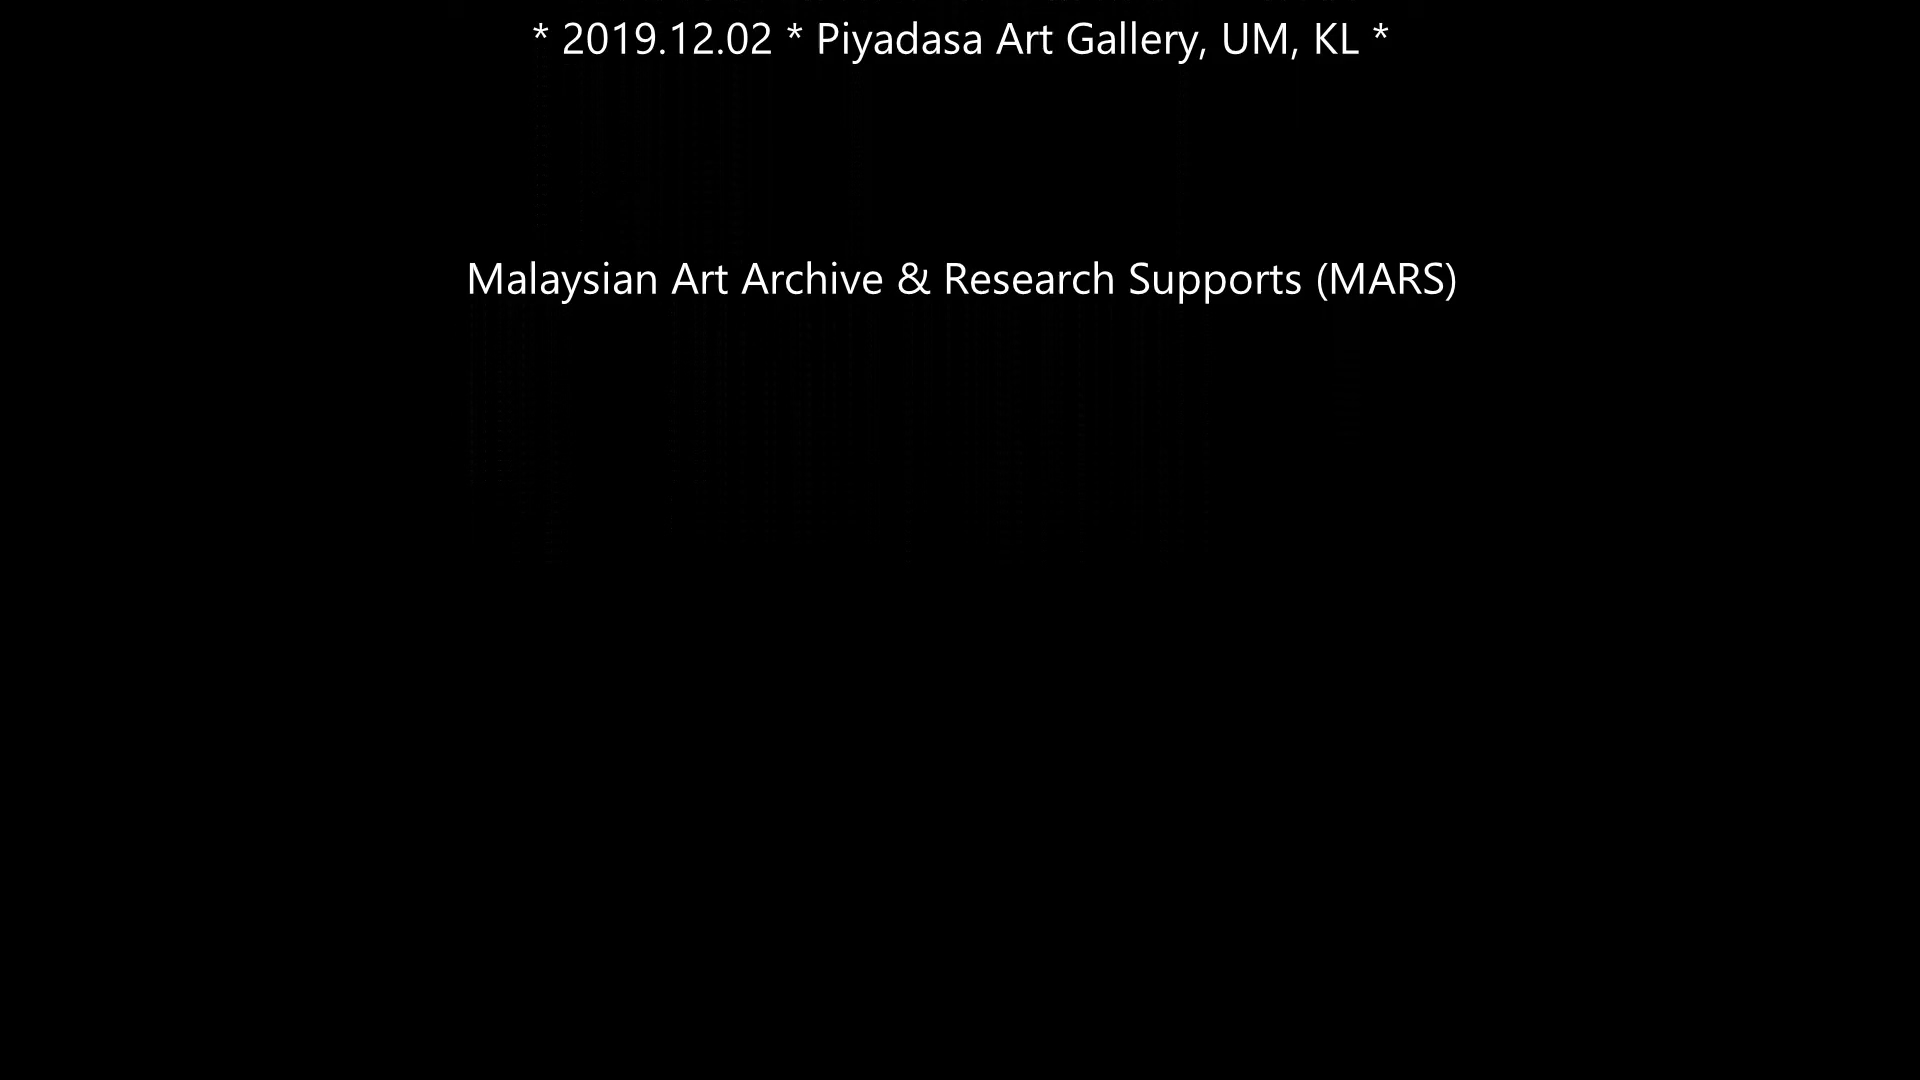 * 2019.12.02 * Piyadasa Art Gallery, UM, KL *
Malaysian Art Archive & Research Supports (MARS)